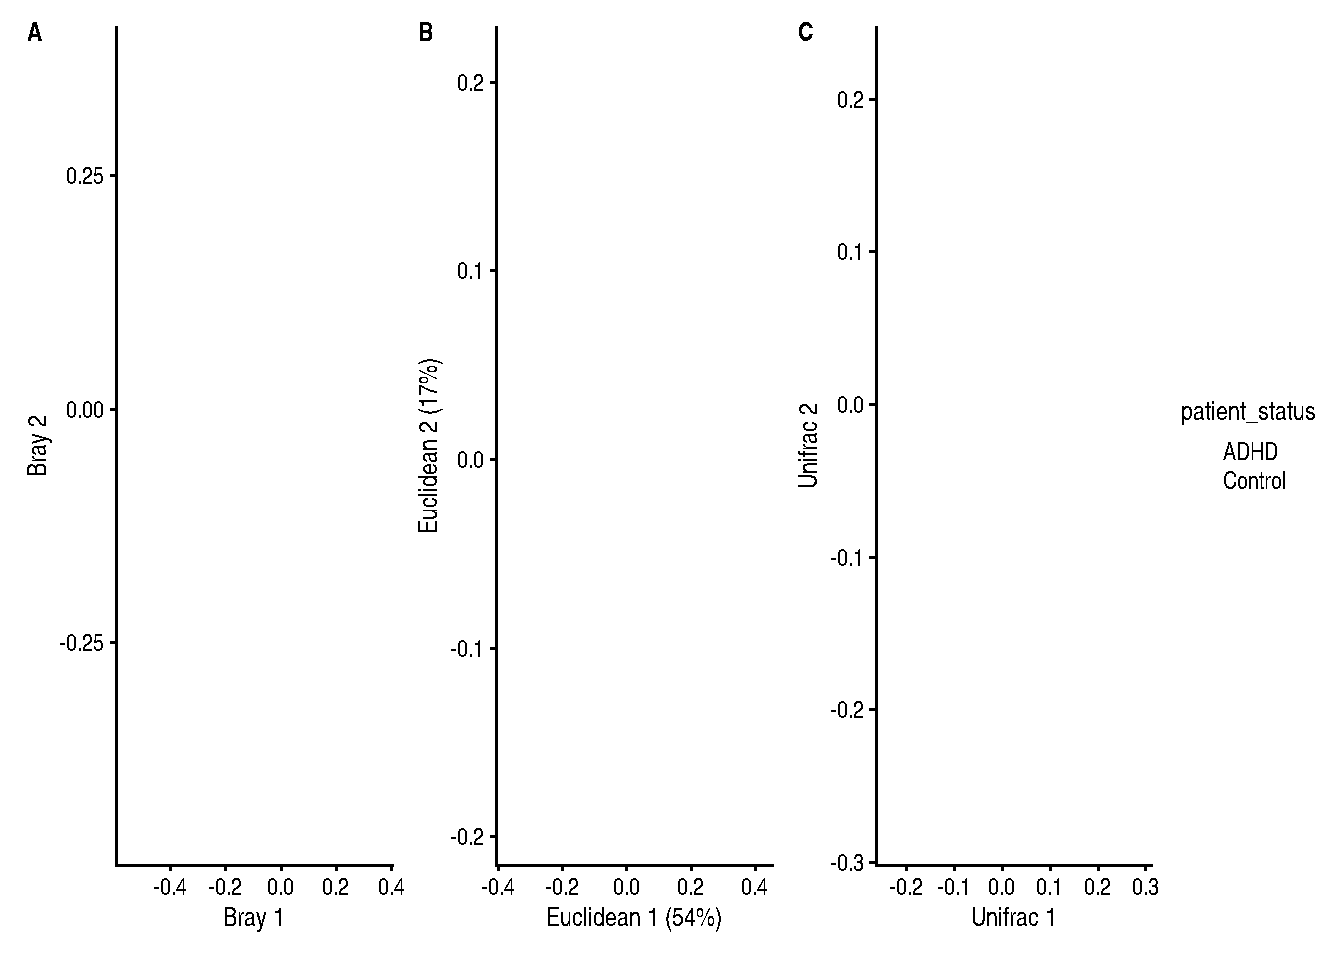 A
B
C
0.25
0.00
-0.25
Bray 2
-0.4 -0.2 0.0 0.2 0.4
Bray 1
0.2
0.1
0.0
-0.1
-0.2
Euclidean 2 (17%)
-0.4 -0.2 0.0 0.2 0.4
Euclidean 1 (54%)
0.2
0.1
0.0
-0.1
-0.2
-0.3
Unifrac 2
-0.2 -0.1 0.0 0.1 0.2 0.3
Unifrac 1
patient_status
ADHD
Control